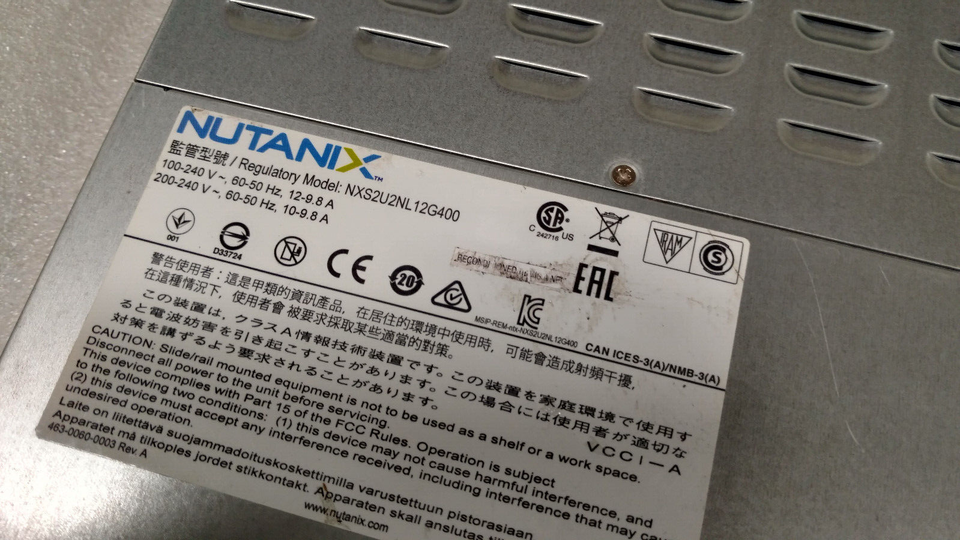 NUTANIX™
監管型號 / Regulatory Model: NXS2U2NL12G400
100-240 V ~, 60-50 Hz, 12-9.8 A
200-240 V ~, 60-50 Hz, 10-9.8 A
001
D33724
CE
20
C 242716 US
IRAM
S
EAC
MSIP-REM-ntx-NXS2U2NL12G400
CAN ICES-3(A)/NMB-3(A)
警告使用者：這是甲類的資訊產品，在居住的環境中使用時，可能會造成射頻干擾，
在這種情況下，使用者會被要求採取某些適當的對策。
この装置は、クラスＡ情報技術装置です。この装置を家庭環境で使用す
ると電波妨害を引き起こすことがあります。この場合には使用者が適切な
対策を講ずるよう要求されることがあります。
VCCI－A
CAUTION: Slide/rail mounted equipment is not to be used as a shelf or a work space.
Disconnect all power to the unit before servicing.
This device complies with Part 15 of the FCC Rules. Operation is subject
to the following two conditions: (1) this device may not cause harmful interference, and
(2) this device must accept any interference received, including interference that may
undesired operation.
Laite on liitettävä suojammadoituskoskettimilla varustettuun pistorasiaan
Apparatet må tilkoples jordet stikkontakt. Apparaten skall anslutas
463-0060-0003 Rev. A
www.nutanix.com